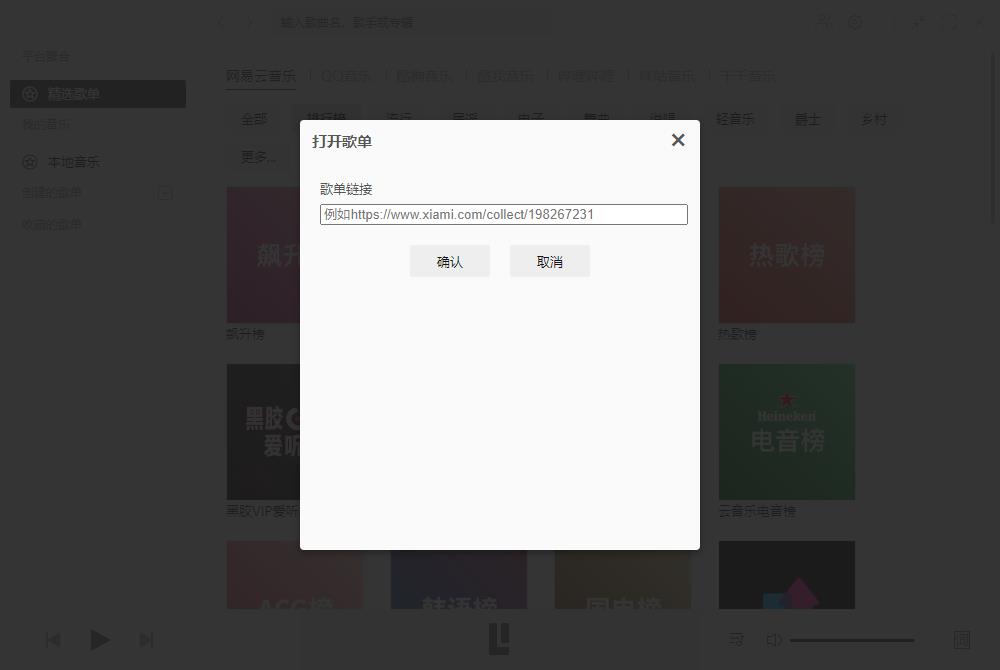 输入歌曲名、歌手或专辑
平台聚合
网易云音乐 QQ音乐 酷狗音乐 酷我音乐 哔哩哔哩 咪咕音乐 千千音乐
精选歌单
全部 排行榜 流行 民谣 电子 舞曲 说唱 轻音乐 爵士 乡村
我的音乐
打开歌单
更多...
本地音乐
歌单链接
创建的歌单
例如https://www.xiami.com/collect/198267231
收藏的歌单
确认 取消
飙升
热歌榜
飙升榜
热歌榜
黑胶
爱听
Heineken
电音榜
黑胶VIP爱听
云音乐电音榜
ACG榜
韩语榜
国电榜
词